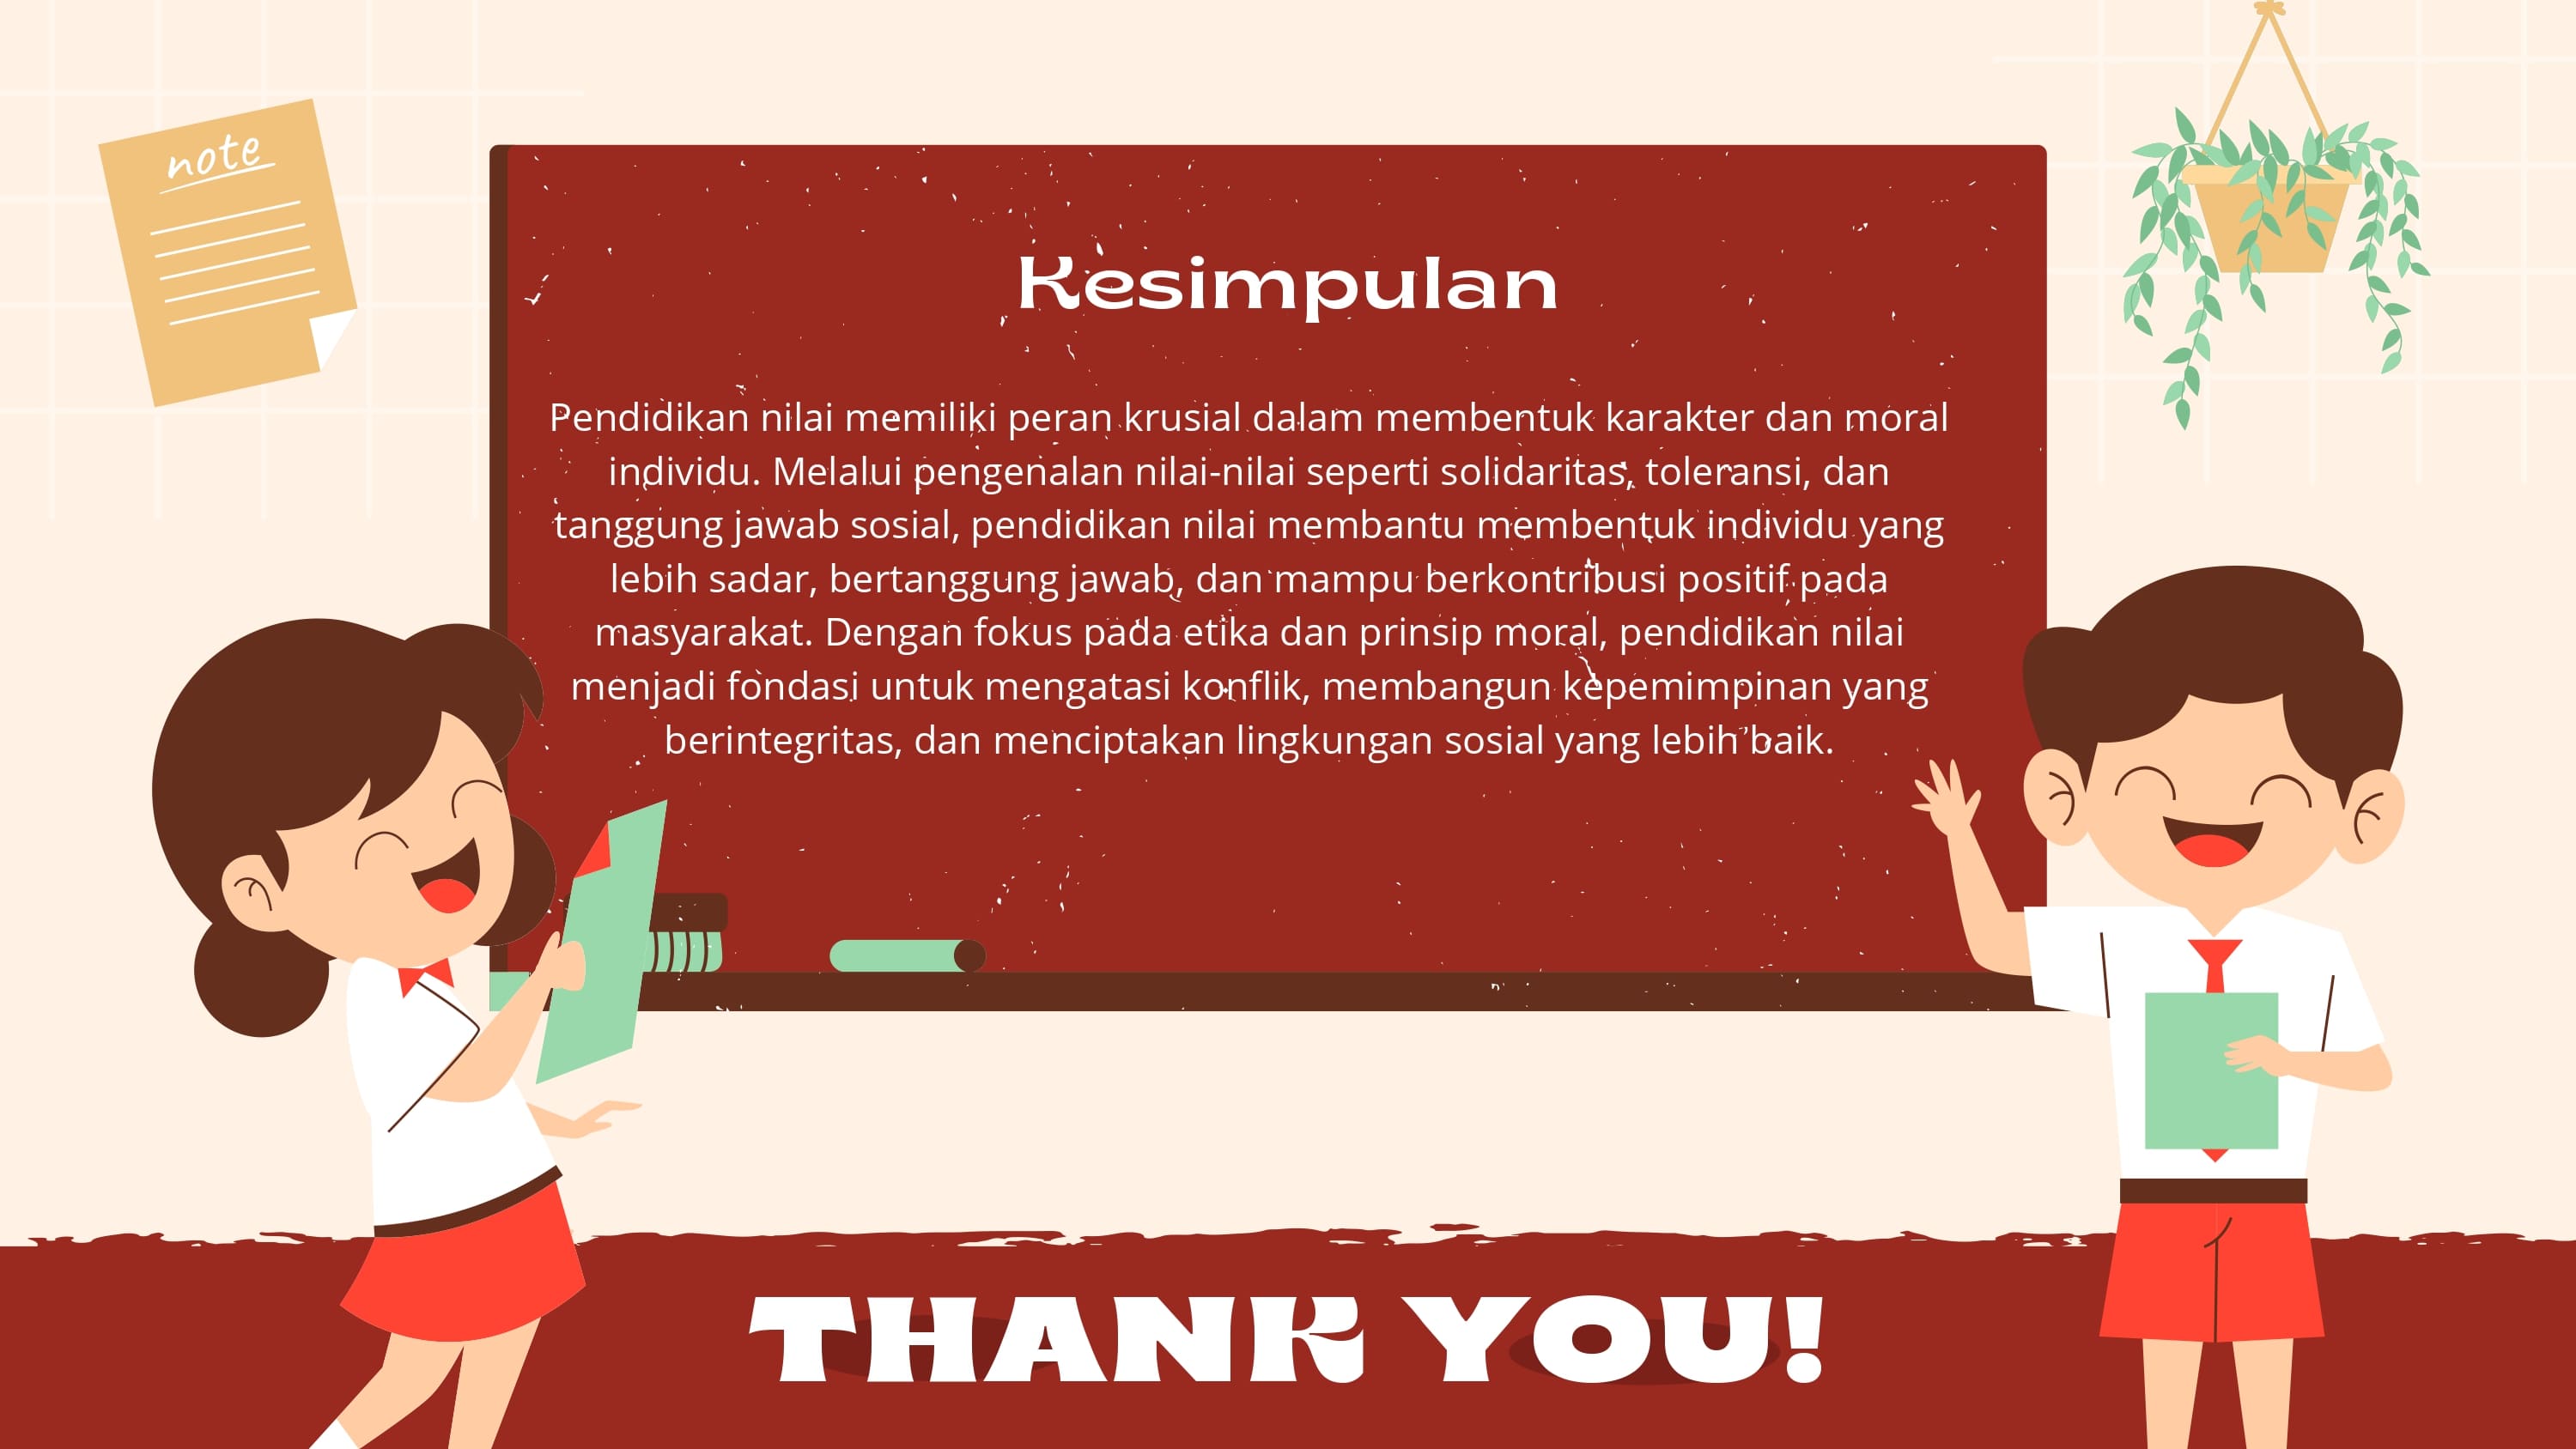 note
Kesimpulan
Pendidikan nilai memiliki peran krusial dalam membentuk karakter dan moral
individu. Melalui pengenalan nilai-nilai seperti solidaritas, toleransi, dan
tanggung jawab sosial, pendidikan nilai membantu membentuk individu yang
lebih sadar, bertanggung jawab, dan mampu berkontribusi positif pada
masyarakat. Dengan fokus pada etika dan prinsip moral, pendidikan nilai
menjadi fondasi untuk mengatasi konflik, membangun kepemimpinan yang
berintegritas, dan menciptakan lingkungan sosial yang lebih baik.
THANK YOU!